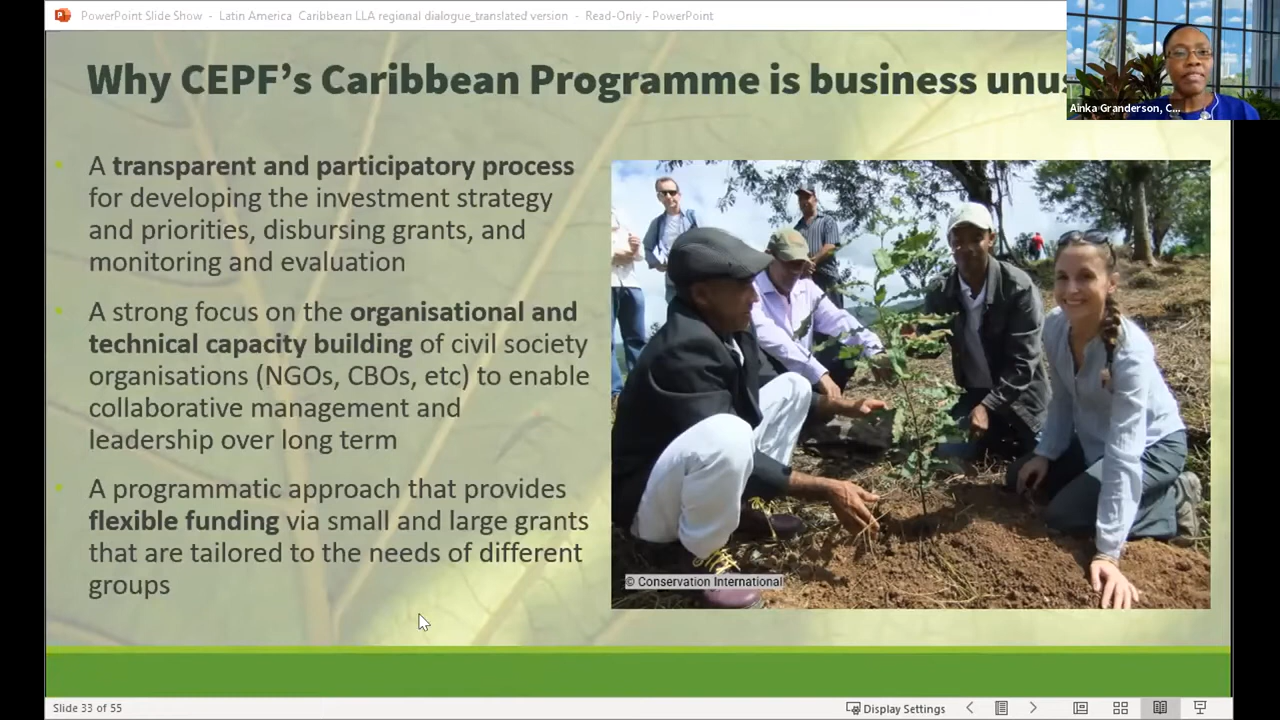 PowerPoint Slide Show - Latin America Caribbean LLA regional dialogue_translated version - Read-Only - PowerPoint
Why CEPF's Caribbean Programme is business unus
Ainka Granderson, C...
• A transparent and participatory process
for developing the investment strategy
and priorities, disbursing grants, and
monitoring and evaluation
• A strong focus on the organisational and
technical capacity building of civil society
organisations (NGOs, CBOs, etc) to enable
collaborative management and
leadership over long term
• A programmatic approach that provides
flexible funding via small and large grants
that are tailored to the needs of different
groups
© Conservation International
Slide 33 of 55
Display Settings